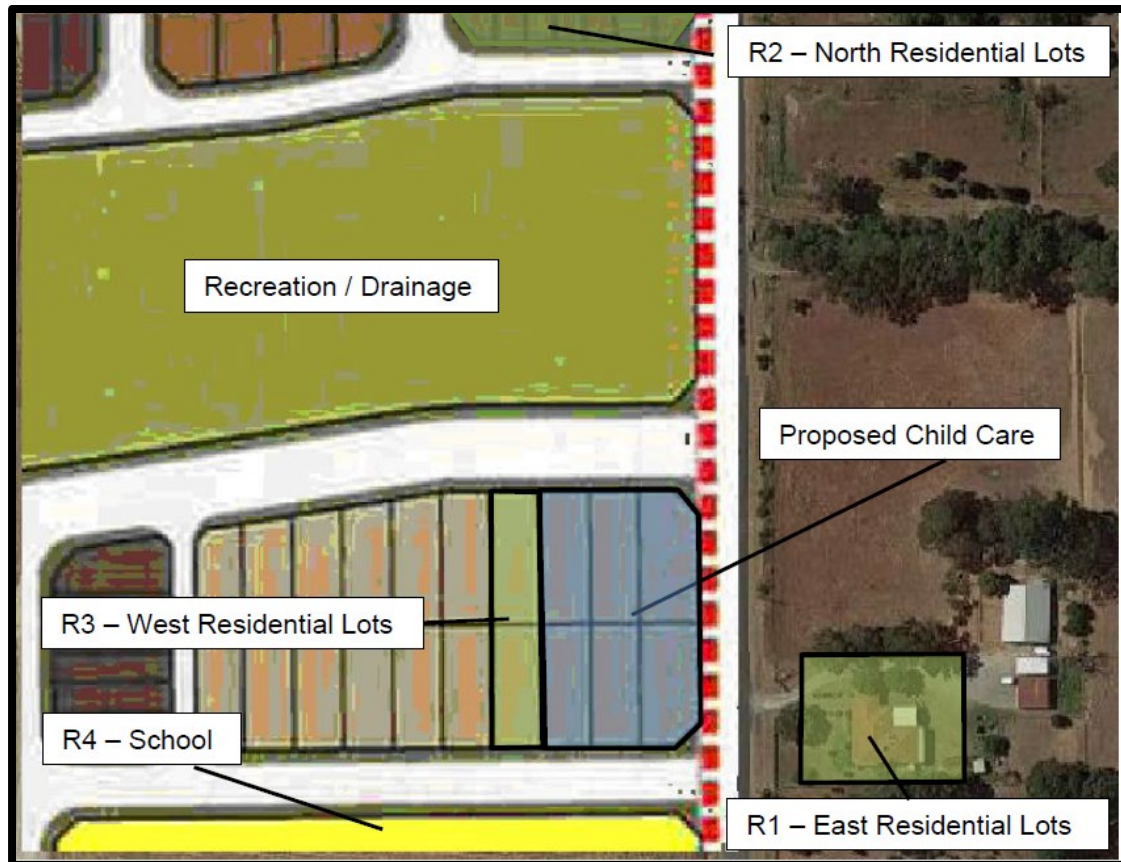 R2 – North Residential Lots
Recreation / Drainage
Proposed Child Care
R3 – West Residential Lots
R4 – School
R1 – East Residential Lots